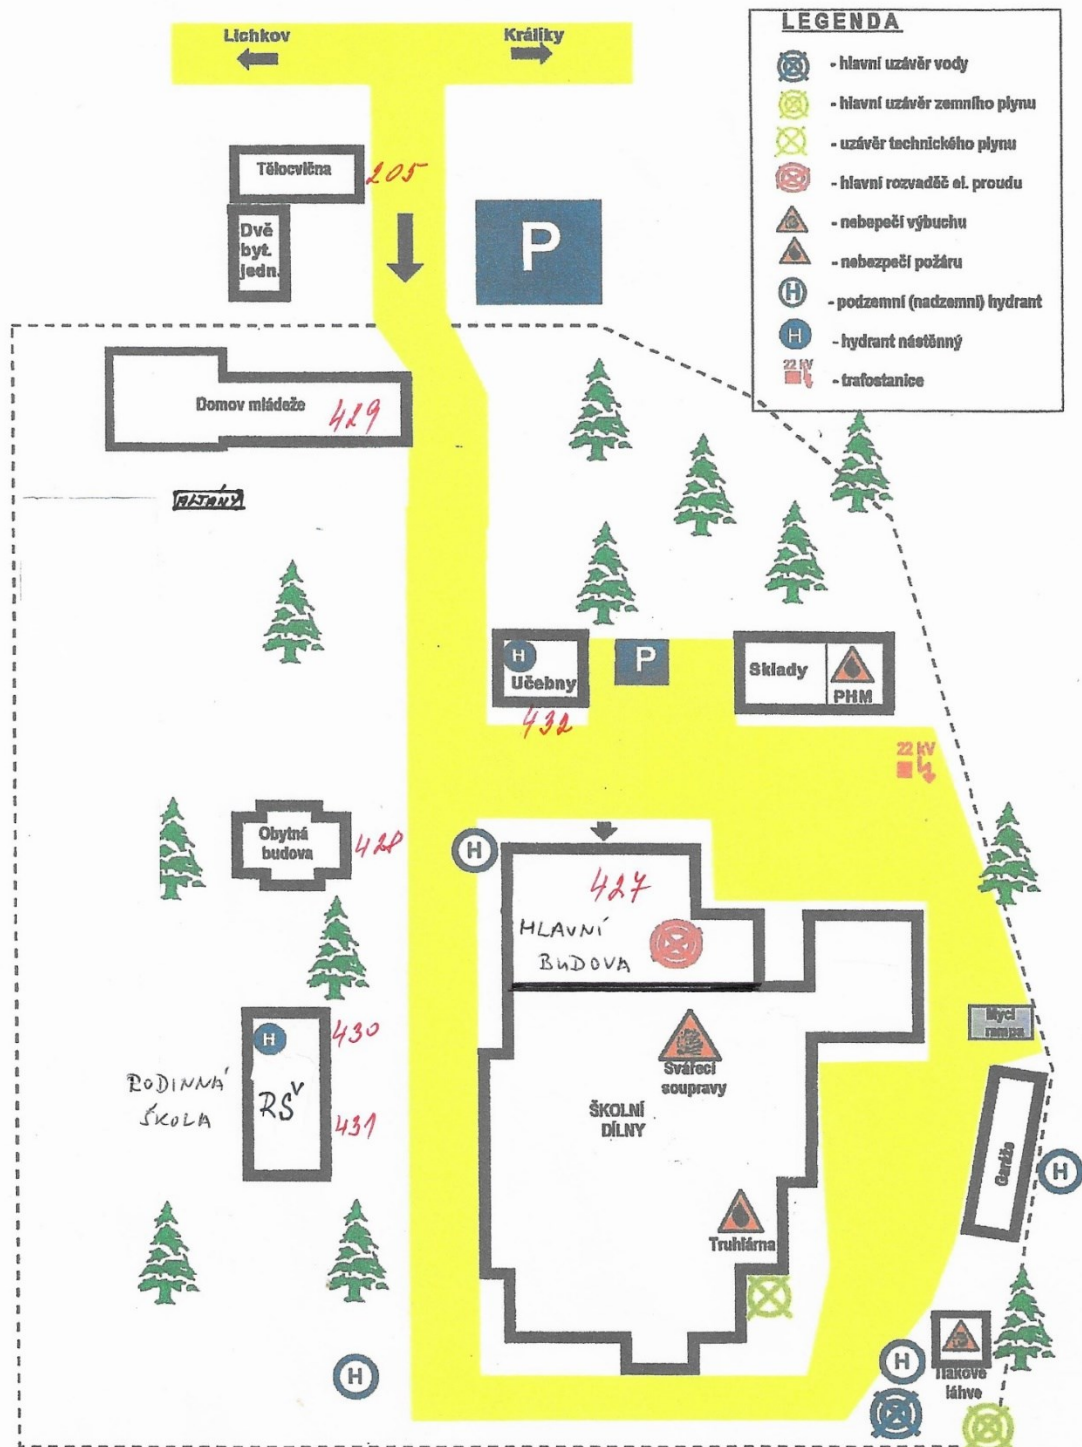 Lichkov
Králíky
LEGENDA
- hlavní uzávěr vody
- hlavní uzávěr zemního plynu
- uzávěr technického plynu
- hlavní rozvaděč el. proudu
- nebepečí výbuchu
- nebezpečí požáru
H - podzemní (nadzemní) hydrant
H - hydrant nástěnný
22 kV - trafostanice
Tělocvična 205
Dvě
byt.
jedn.
P
Domov mládeže 429
ALTÁNY
H
Učebny
432
P
Sklady
PHM
22 kV
Obytná
budova
428
H
427
HLAVNÍ
BUDOVA
H
430
RODINNÁ
ŠKOLA
RŠ
431
Svářecí
soupravy
ŠKOLNÍ
DÍLNY
Mycí
rampa
Garáže
H
Truhlárna
H
H
Tlakové
láhve